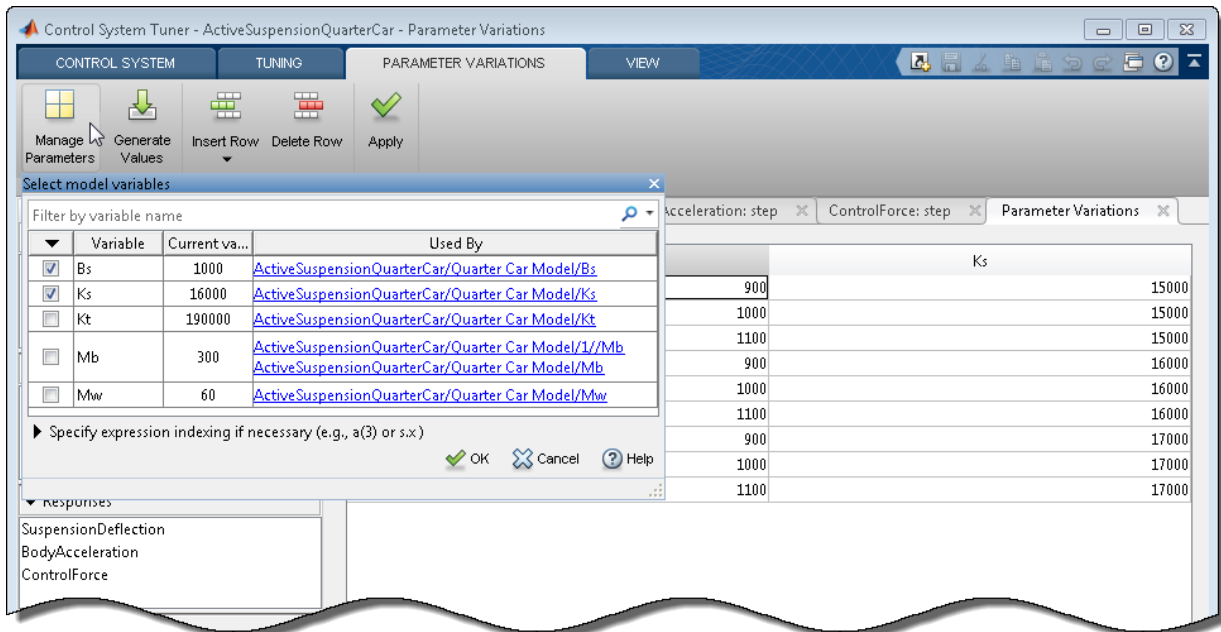 Control System Tuner - ActiveSuspensionQuarterCar - Parameter Variations
CONTROL SYSTEM TUNING PARAMETER VARIATIONS VIEW
Manage Parameters
Generate Values
Insert Row
Delete Row
Apply
Select model variables
Filter by variable name
Variable Current va... Used By
Bs 1000 ActiveSuspensionQuarterCar/Quarter Car Model/Bs
Ks 16000 ActiveSuspensionQuarterCar/Quarter Car Model/Ks
Kt 190000 ActiveSuspensionQuarterCar/Quarter Car Model/Kt
Mb 300 ActiveSuspensionQuarterCar/Quarter Car Model/1//Mb
ActiveSuspensionQuarterCar/Quarter Car Model/Mb
Mw 60 ActiveSuspensionQuarterCar/Quarter Car Model/Mw
Specify expression indexing if necessary (e.g., a(3) or s.x )
OK Cancel Help
Acceleration: step ControlForce: step Parameter Variations
Ks
900 15000
1000 15000
1100 15000
900 16000
1000 16000
1100 16000
900 17000
1000 17000
1100 17000
Responses
SuspensionDeflection
BodyAcceleration
ControlForce